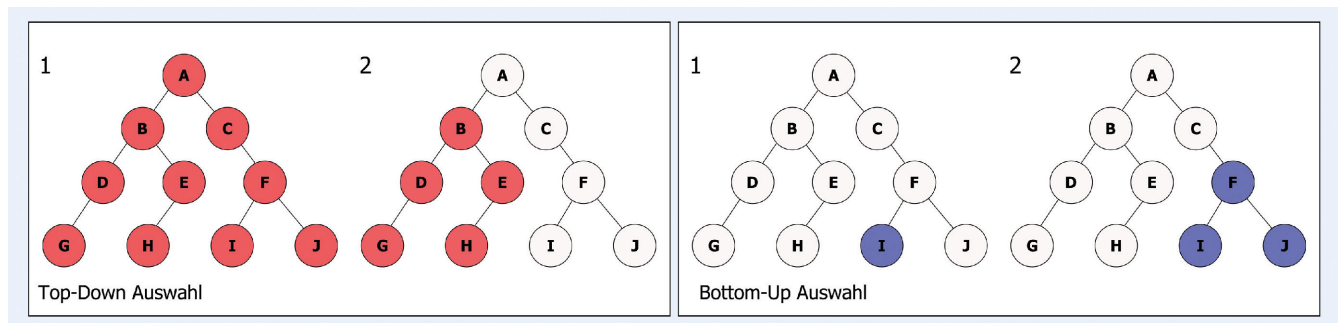 1 2 1 2
A A A A
B C B C B C B C
D E F D E F D E F D E F
G H I J G H I J G H I J G H I J
Top-Down Auswahl Bottom-Up Auswahl